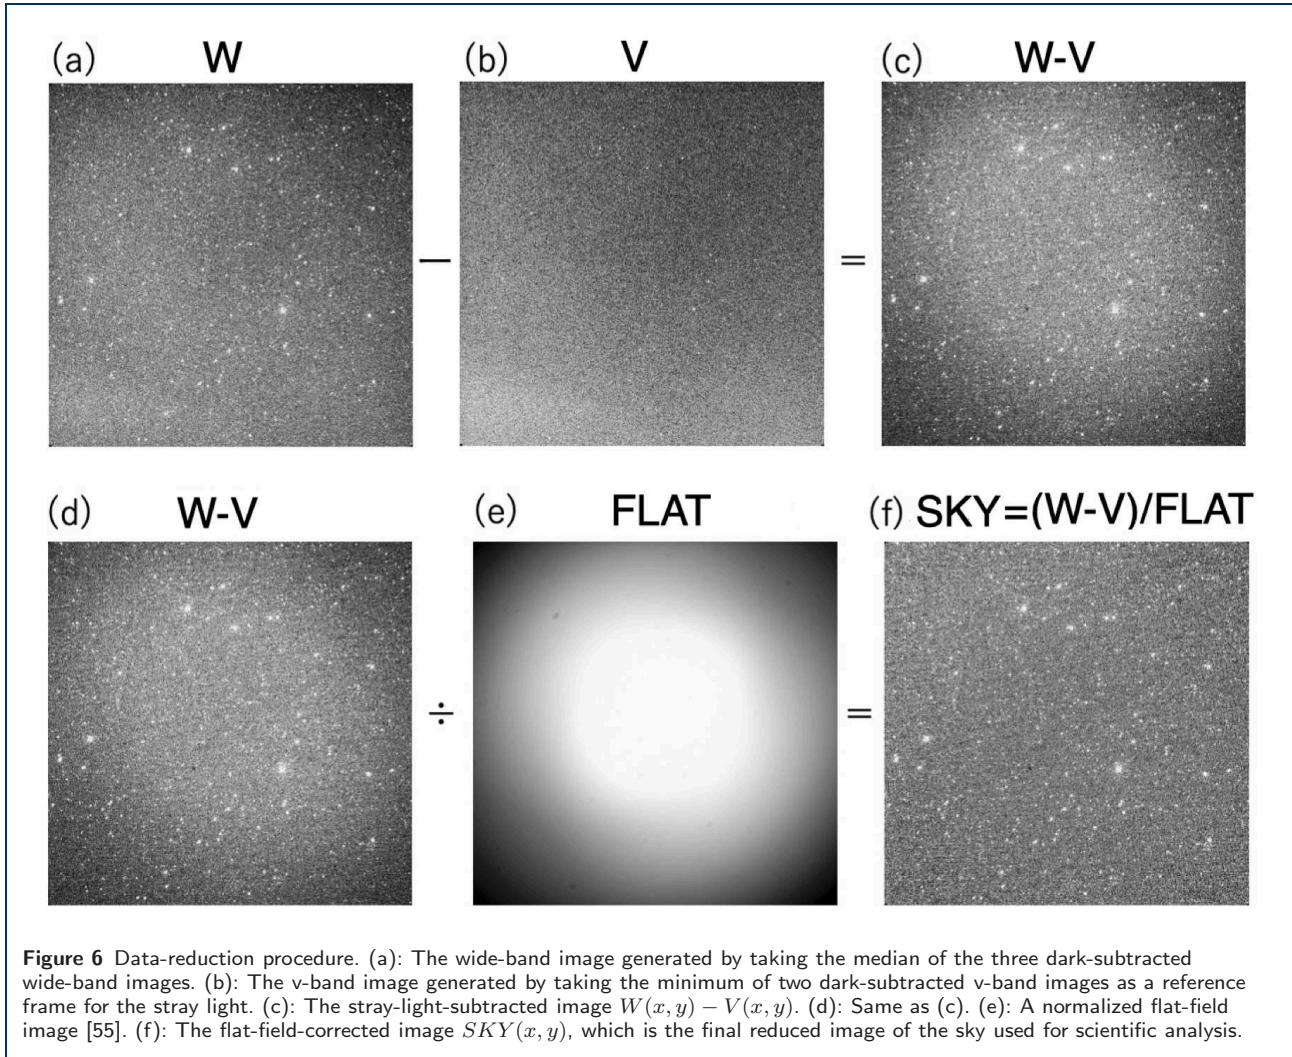 (a) W (b) V (c) W-V
— =
(d) W-V (e) FLAT (f) SKY=(W-V)/FLAT
÷ =
Figure 6 Data-reduction procedure. (a): The wide-band image generated by taking the median of the three dark-subtracted
wide-band images. (b): The v-band image generated by taking the minimum of two dark-subtracted v-band images as a reference
frame for the stray light. (c): The stray-light-subtracted image W(x, y) − V(x, y). (d): Same as (c). (e): A normalized flat-field
image [55]. (f): The flat-field-corrected image SKY(x, y), which is the final reduced image of the sky used for scientific analysis.